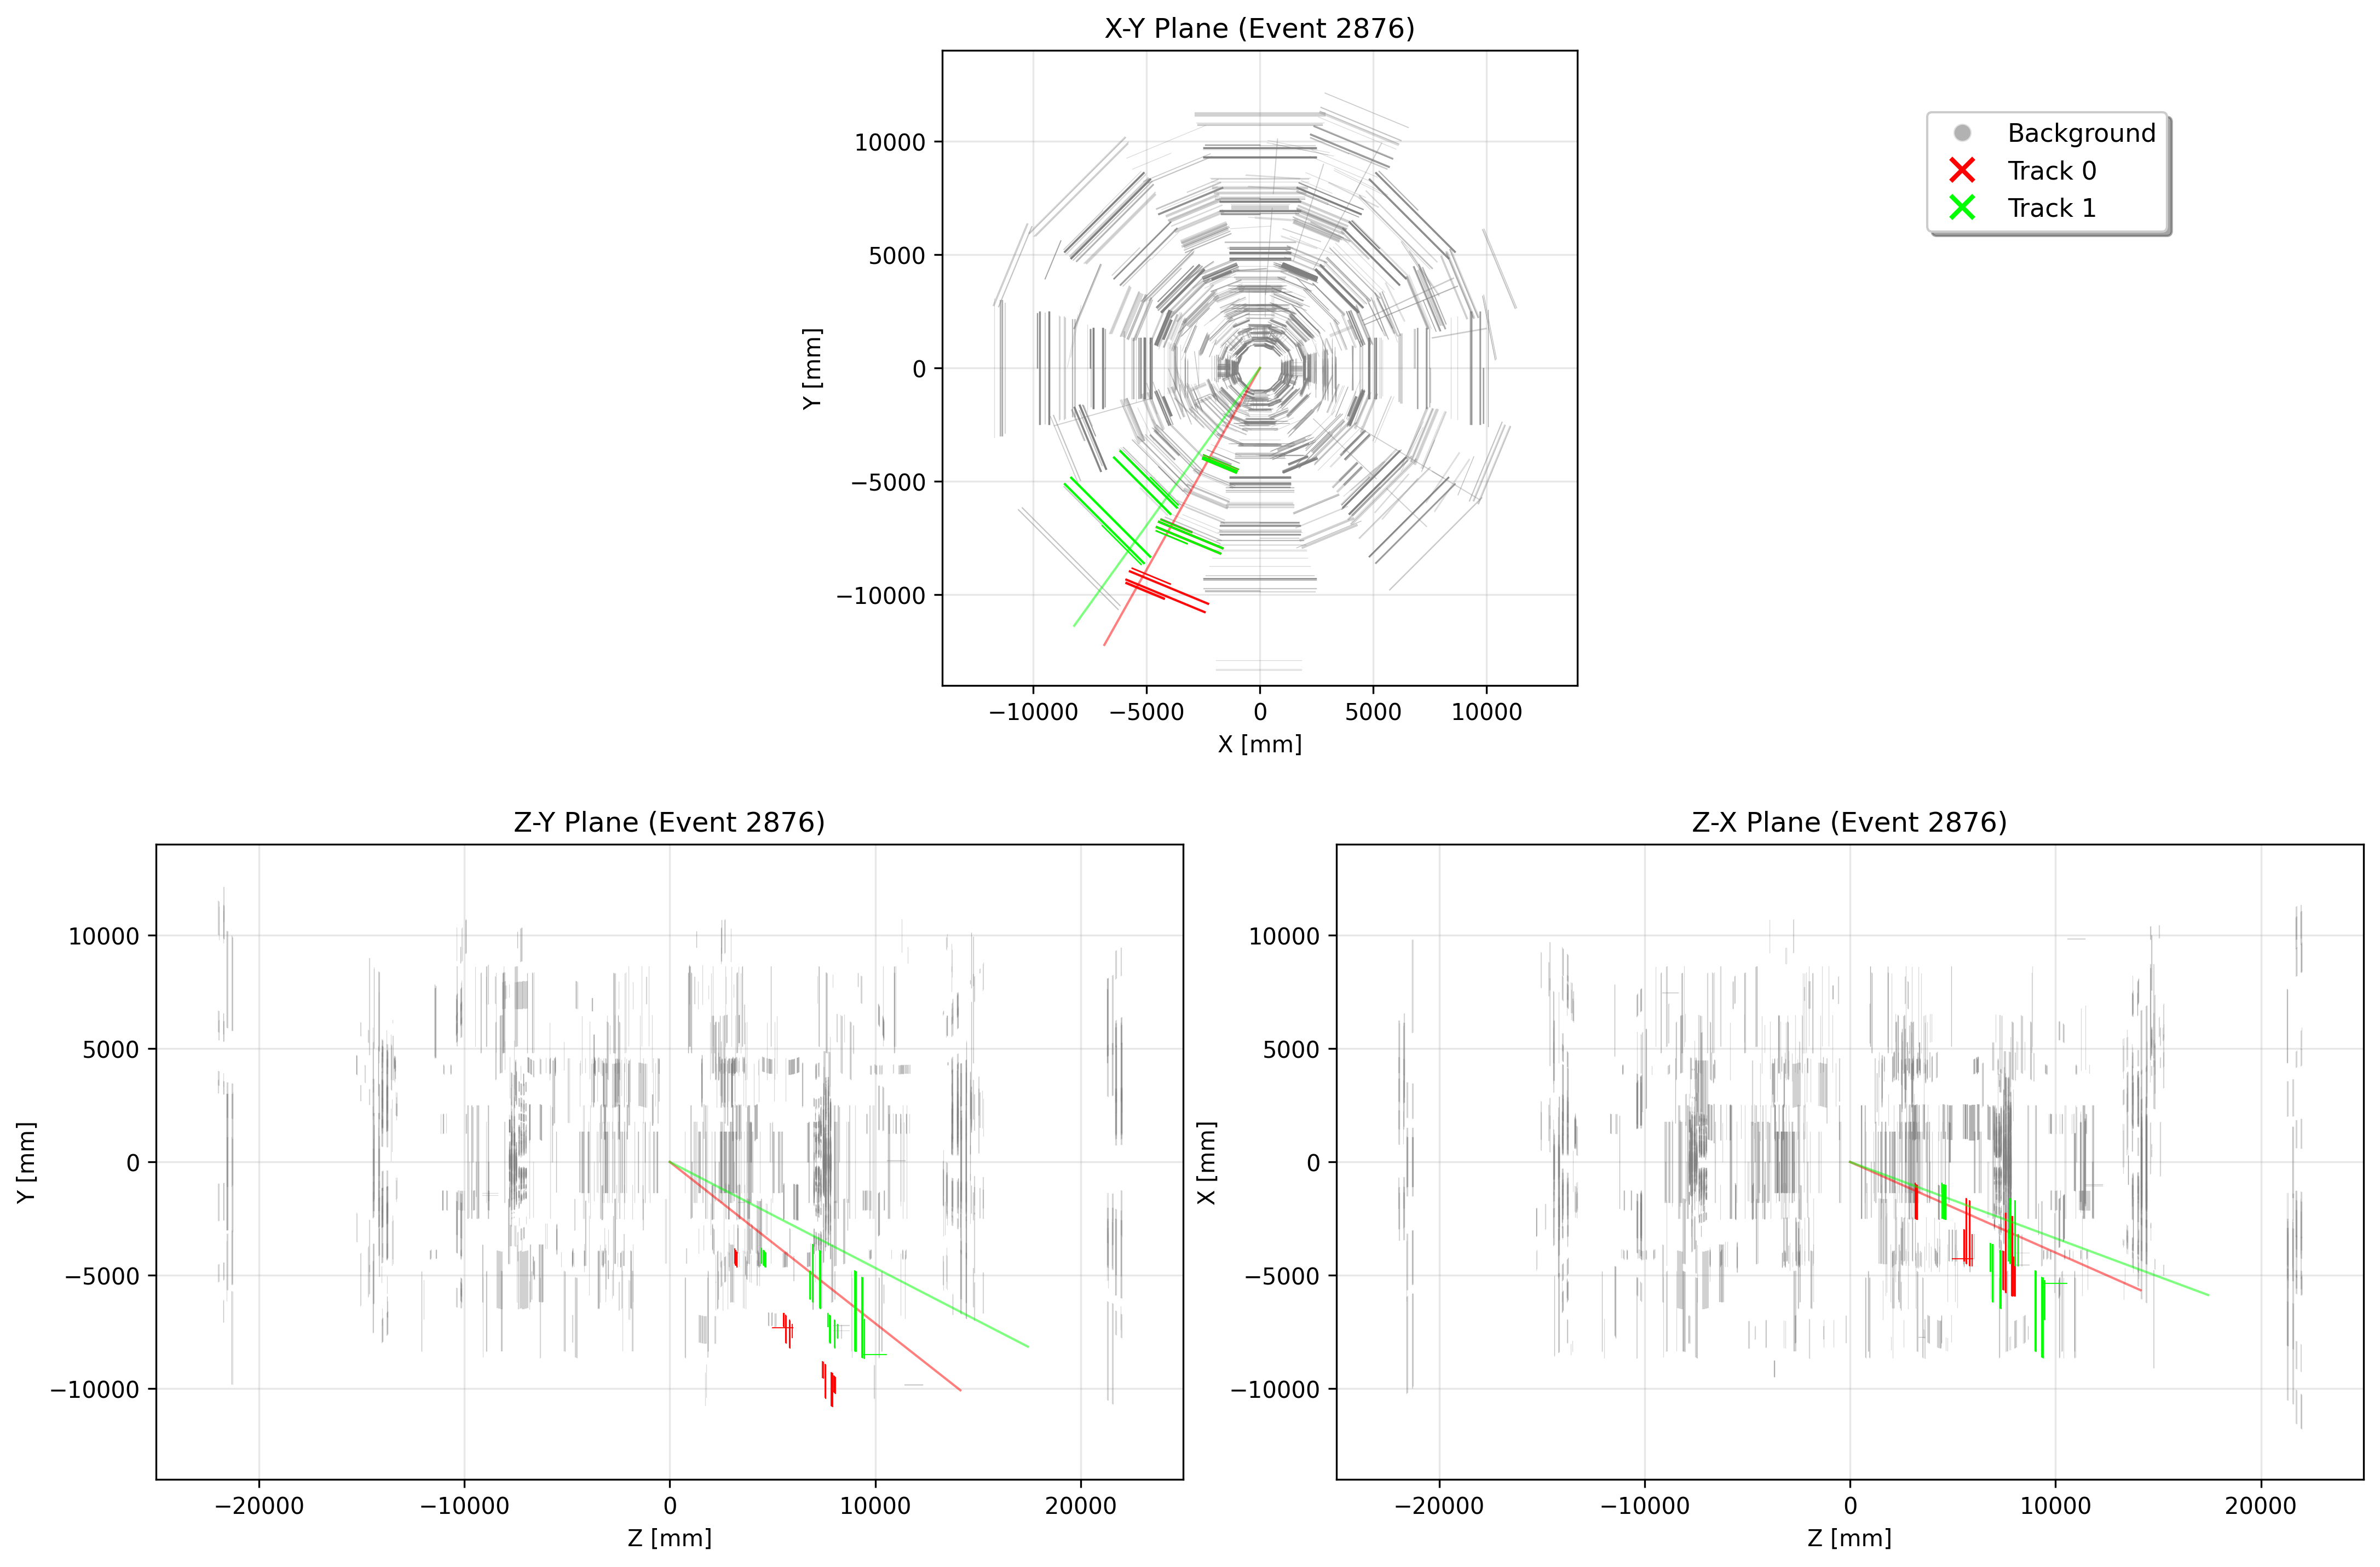 X-Y Plane (Event 2876)
Y [mm]
10000
5000
0
−5000
−10000
−10000 −5000 0 5000 10000
X [mm]
Background
Track 0
Track 1
Z-Y Plane (Event 2876)
Y [mm]
10000
5000
0
−5000
−10000
−20000 −10000 0 10000 20000
Z [mm]
Z-X Plane (Event 2876)
X [mm]
10000
5000
0
−5000
−10000
−20000 −10000 0 10000 20000
Z [mm]